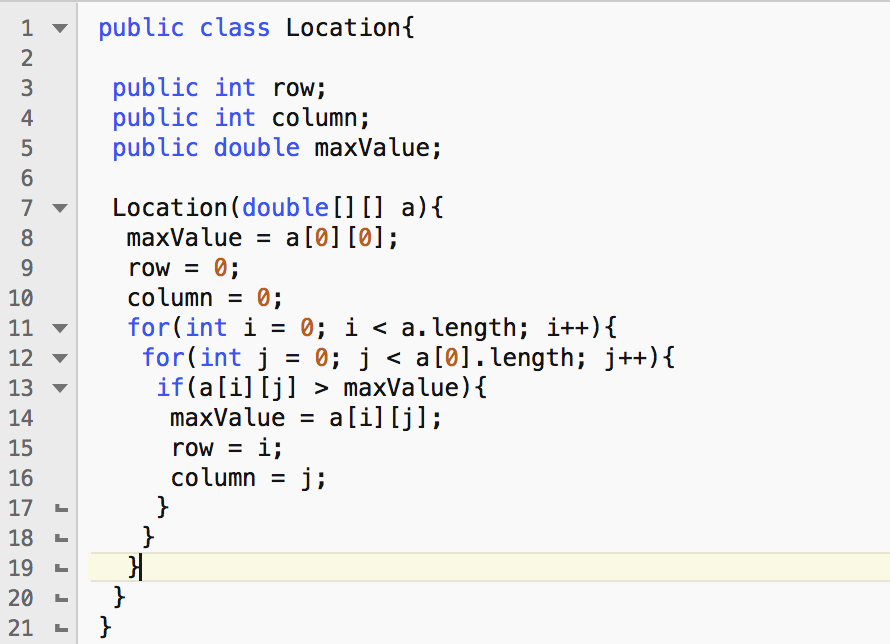 1 public class Location{
2
3 public int row;
4 public int column;
5 public double maxValue;
6
7 Location(double[][] a){
8 maxValue = a[0][0];
9 row = 0;
10 column = 0;
11 for(int i = 0; i < a.length; i++){
12 for(int j = 0; j < a[0].length; j++){
13 if(a[i][j] > maxValue){
14 maxValue = a[i][j];
15 row = i;
16 column = j;
17 }
18 }
19 }
20 }
21 }